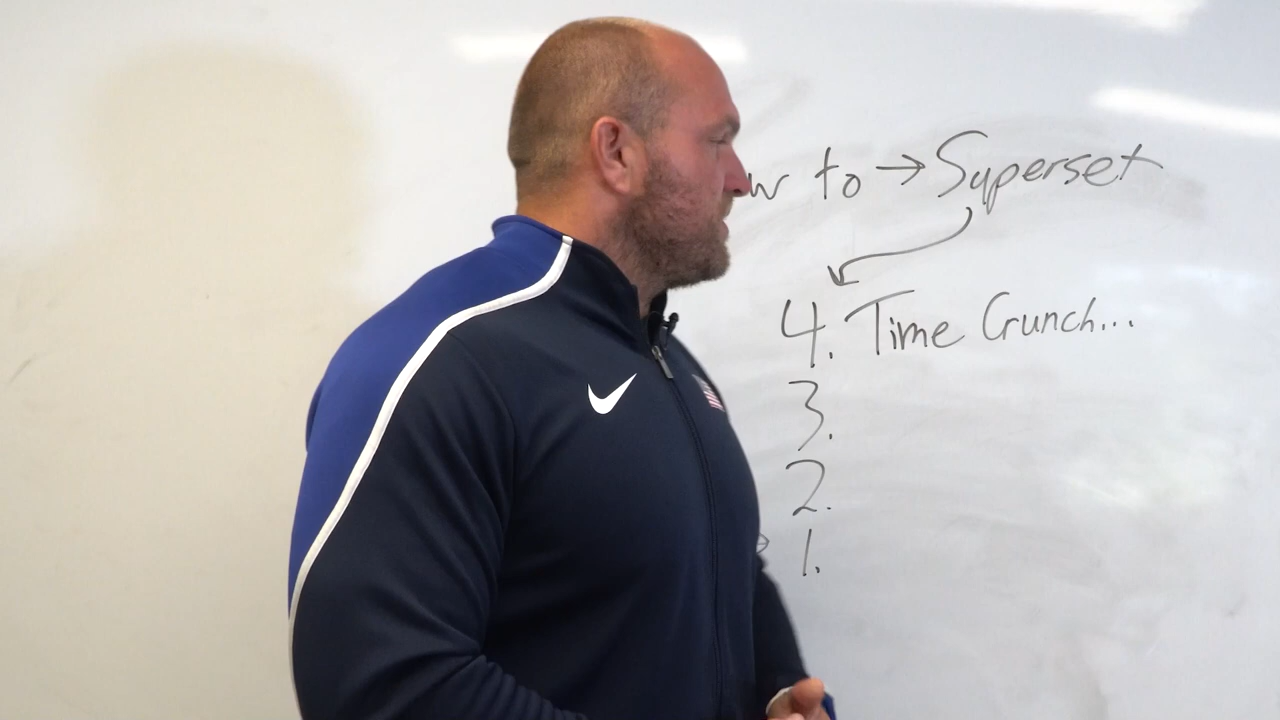 w to → Superset
4. Time Crunch...
3.
2.
1.